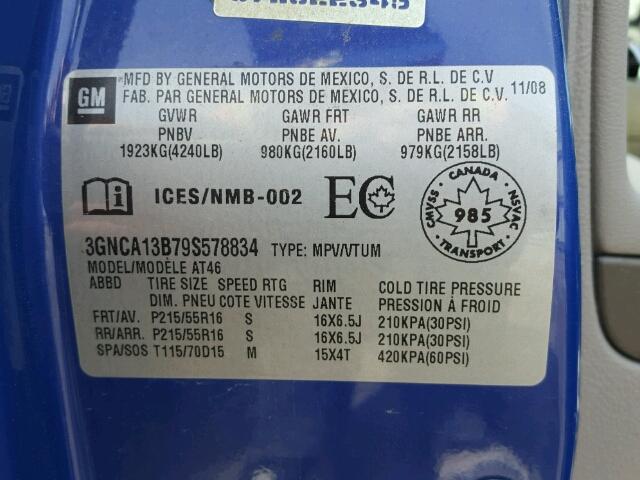 GM
MFD BY GENERAL MOTORS DE MEXICO, S. DE R.L. DE C.V
FAB. PAR GENERAL MOTORS DE MEXICO, S. DE R.L. DE C.V. 11/08
GVWR GAWR FRT GAWR RR
PNBV PNBE AV. PNBE ARR.
1923KG(4240LB) 980KG(2160LB) 979KG(2158LB)
i ICES/NMB-002 EC
CANADA
CMVSS 985 NSVAC
3GNCA13B79S578834 TYPE: MPV/VTUM
MODEL/MODÈLE AT46
ABBD TIRE SIZE SPEED RTG RIM COLD TIRE PRESSURE
DIM. PNEU COTE VITESSE JANTE PRESSION À FROID
FRT/AV. P215/55R16 S 16X6.5J 210KPA(30PSI)
RR/ARR. P215/55R16 S 16X6.5J 210KPA(30PSI)
SPA/SOS T115/70D15 M 15X4T 420KPA(60PSI)